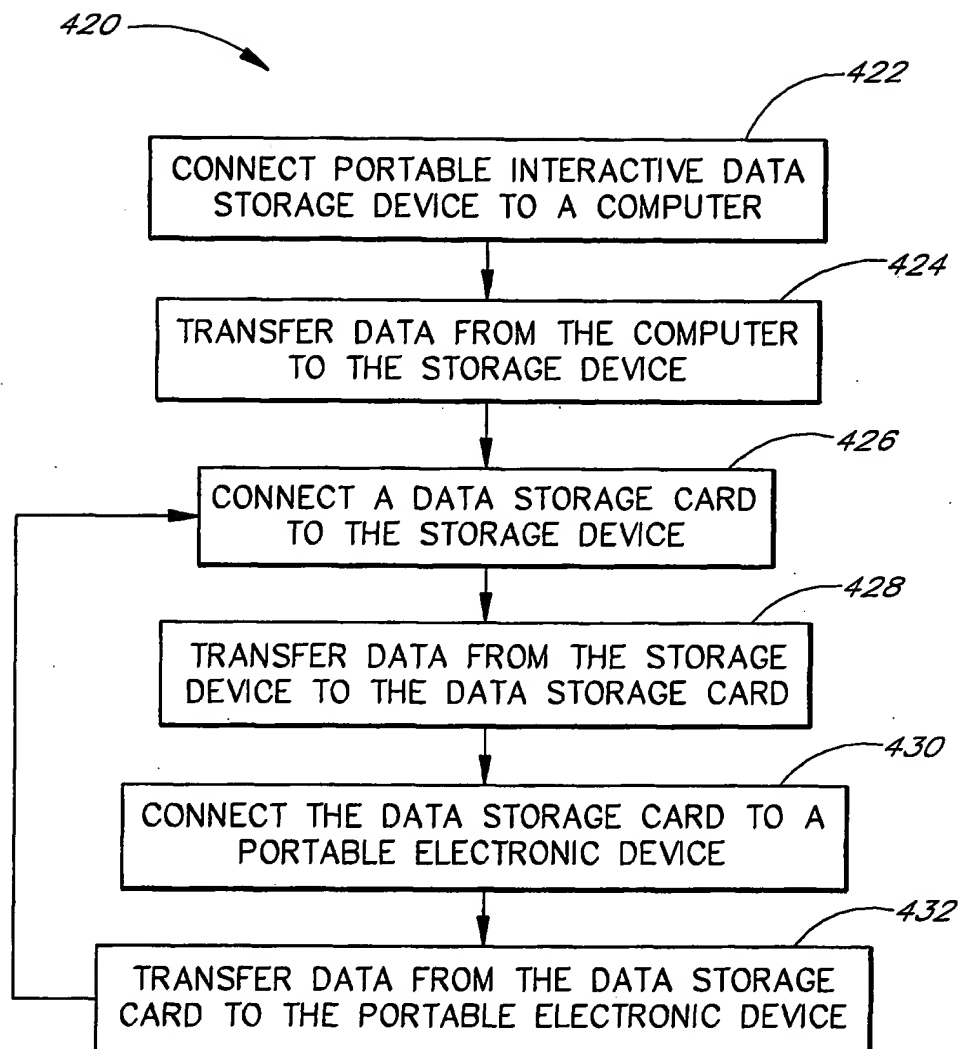 420
422
CONNECT PORTABLE INTERACTIVE DATA
STORAGE DEVICE TO A COMPUTER
424
TRANSFER DATA FROM THE COMPUTER
TO THE STORAGE DEVICE
426
CONNECT A DATA STORAGE CARD
TO THE STORAGE DEVICE
428
TRANSFER DATA FROM THE STORAGE
DEVICE TO THE DATA STORAGE CARD
430
CONNECT THE DATA STORAGE CARD TO A
PORTABLE ELECTRONIC DEVICE
432
TRANSFER DATA FROM THE DATA STORAGE
CARD TO THE PORTABLE ELECTRONIC DEVICE